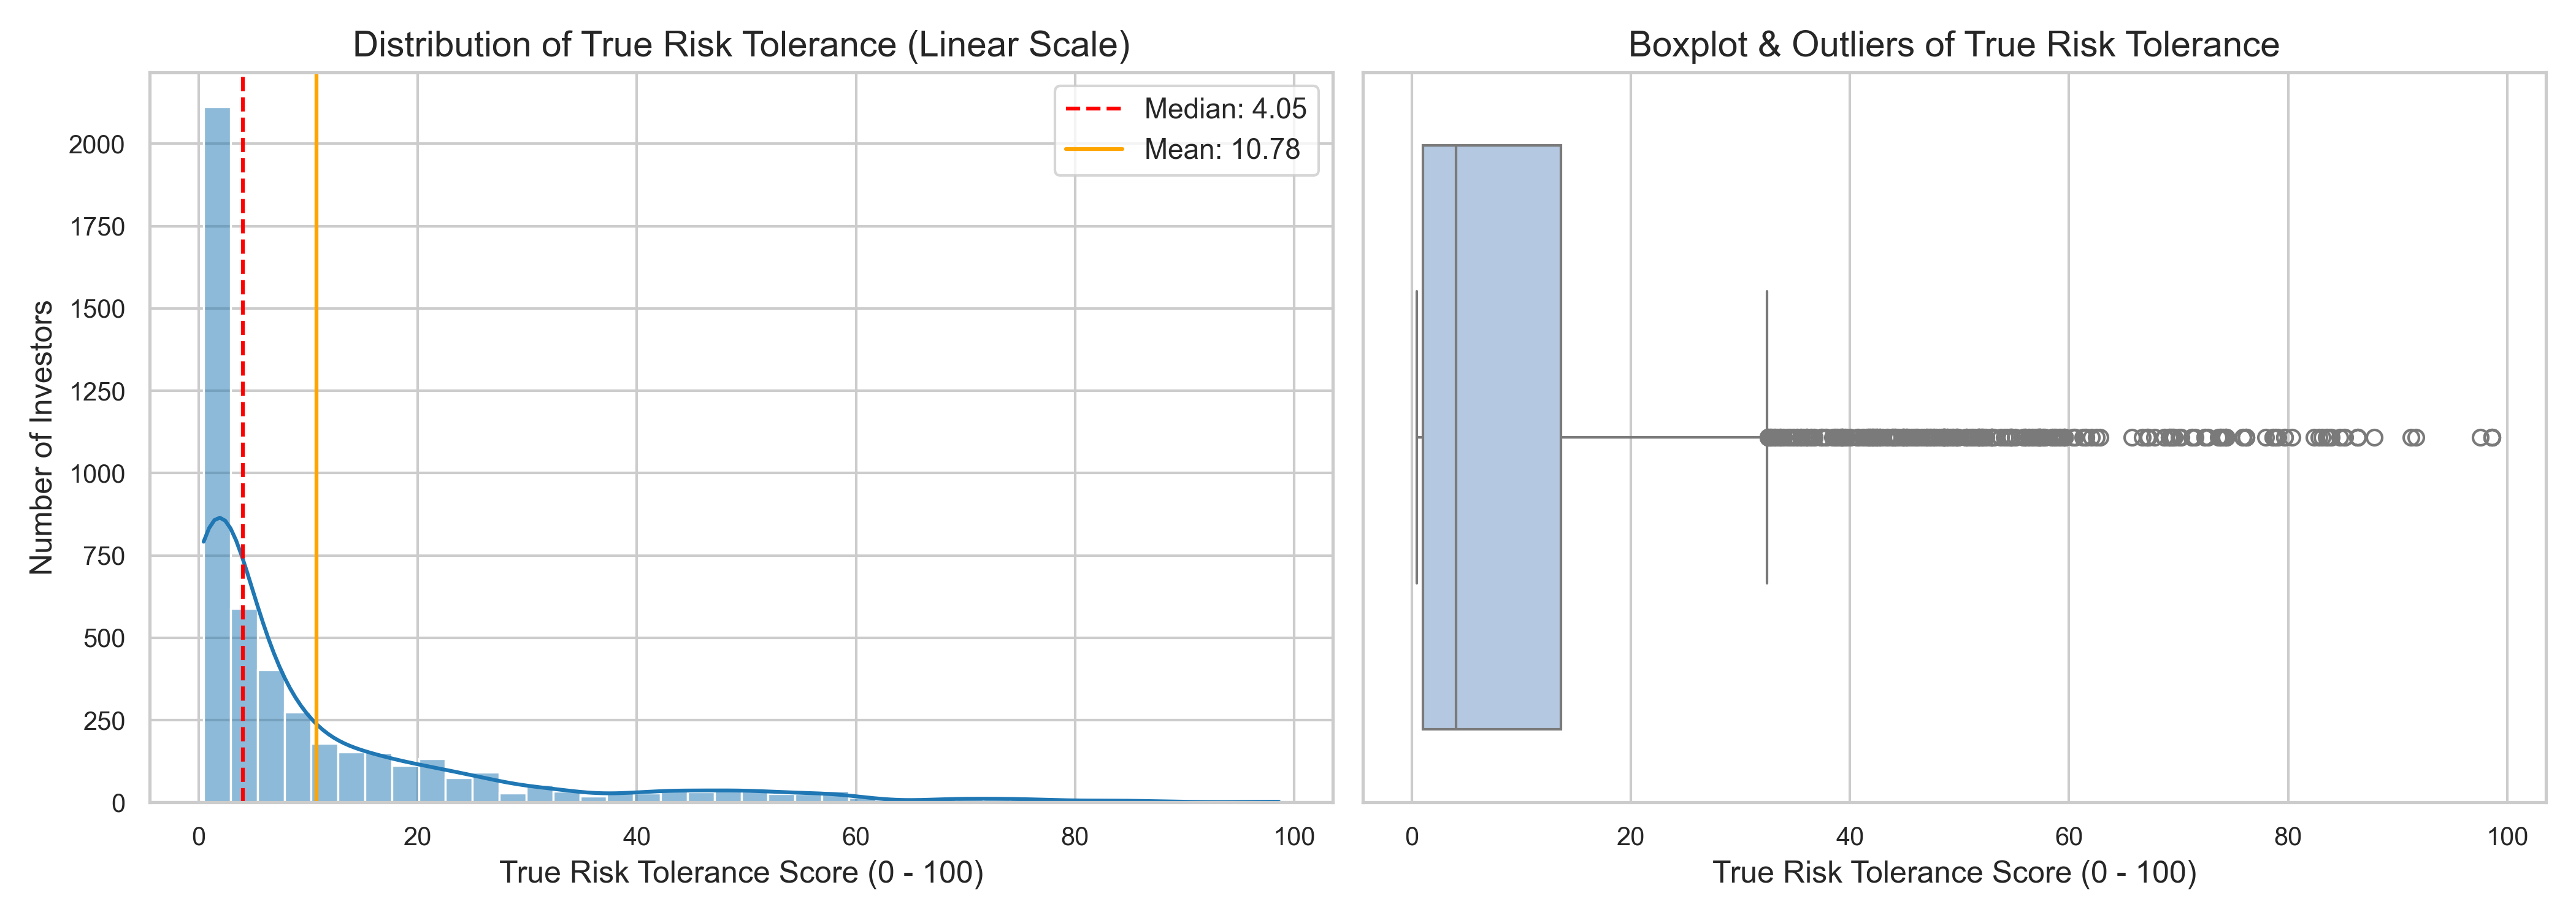 Distribution of True Risk Tolerance (Linear Scale)
Median: 4.05
Mean: 10.78
Number of Investors
2000
1750
1500
1250
1000
750
500
250
0
0 20 40 60 80 100
True Risk Tolerance Score (0 - 100)
Boxplot & Outliers of True Risk Tolerance
0 20 40 60 80 100
True Risk Tolerance Score (0 - 100)